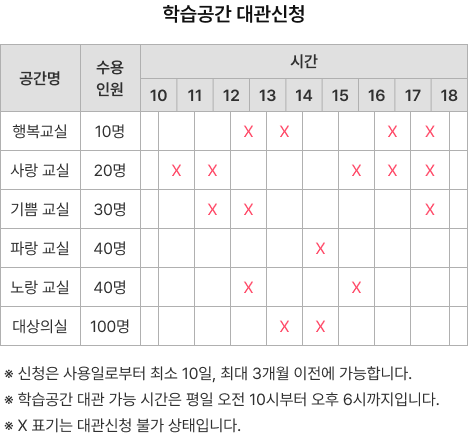 학습공간 대관신청
공간명 수용 인원 시간
10 11 12 13 14 15 16 17 18
행복교실 10명 X X X X
사랑 교실 20명 X X X X X
기쁨 교실 30명 X X X
파랑 교실 40명 X
노랑 교실 40명 X X
대상의실 100명 X X
※ 신청은 사용일로부터 최소 10일, 최대 3개월 이전에 가능합니다.
※ 학습공간 대관 가능 시간은 평일 오전 10시부터 오후 6시까지입니다.
※ X 표기는 대관신청 불가 상태입니다.